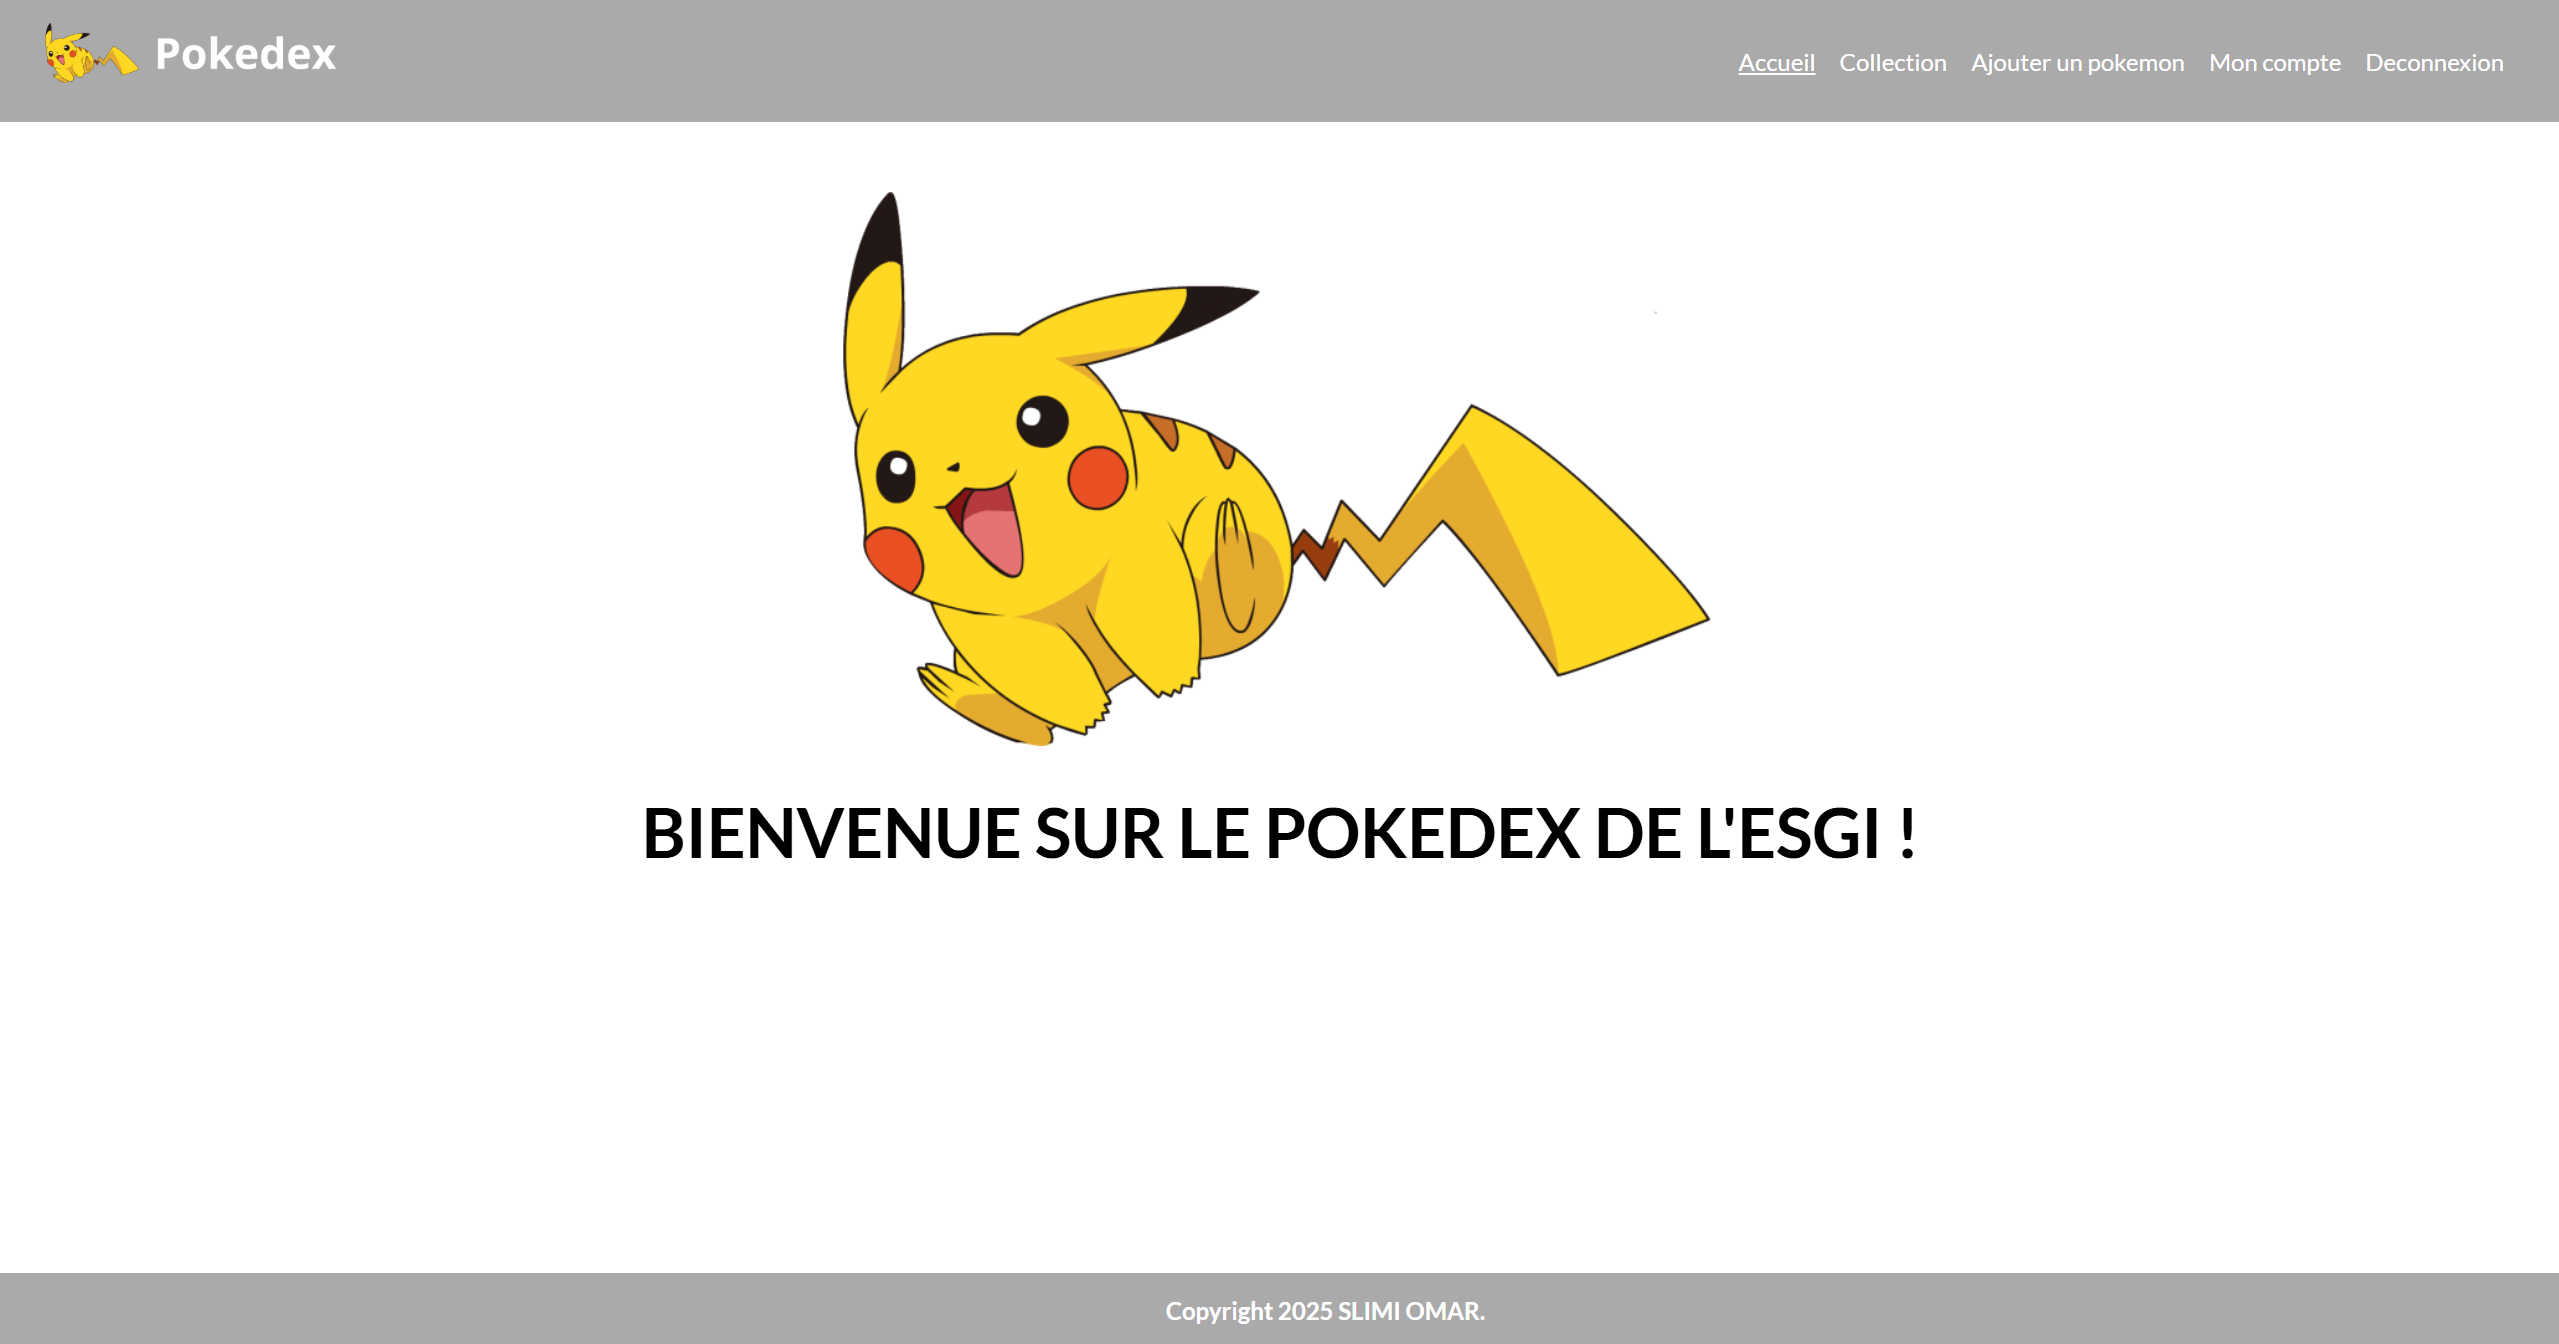 Pokedex
Accueil Collection Ajouter un pokemon Mon compte Deconnexion
BIENVENUE SUR LE POKEDEX DE L'ESGI !
Copyright 2025 SLIMI OMAR.